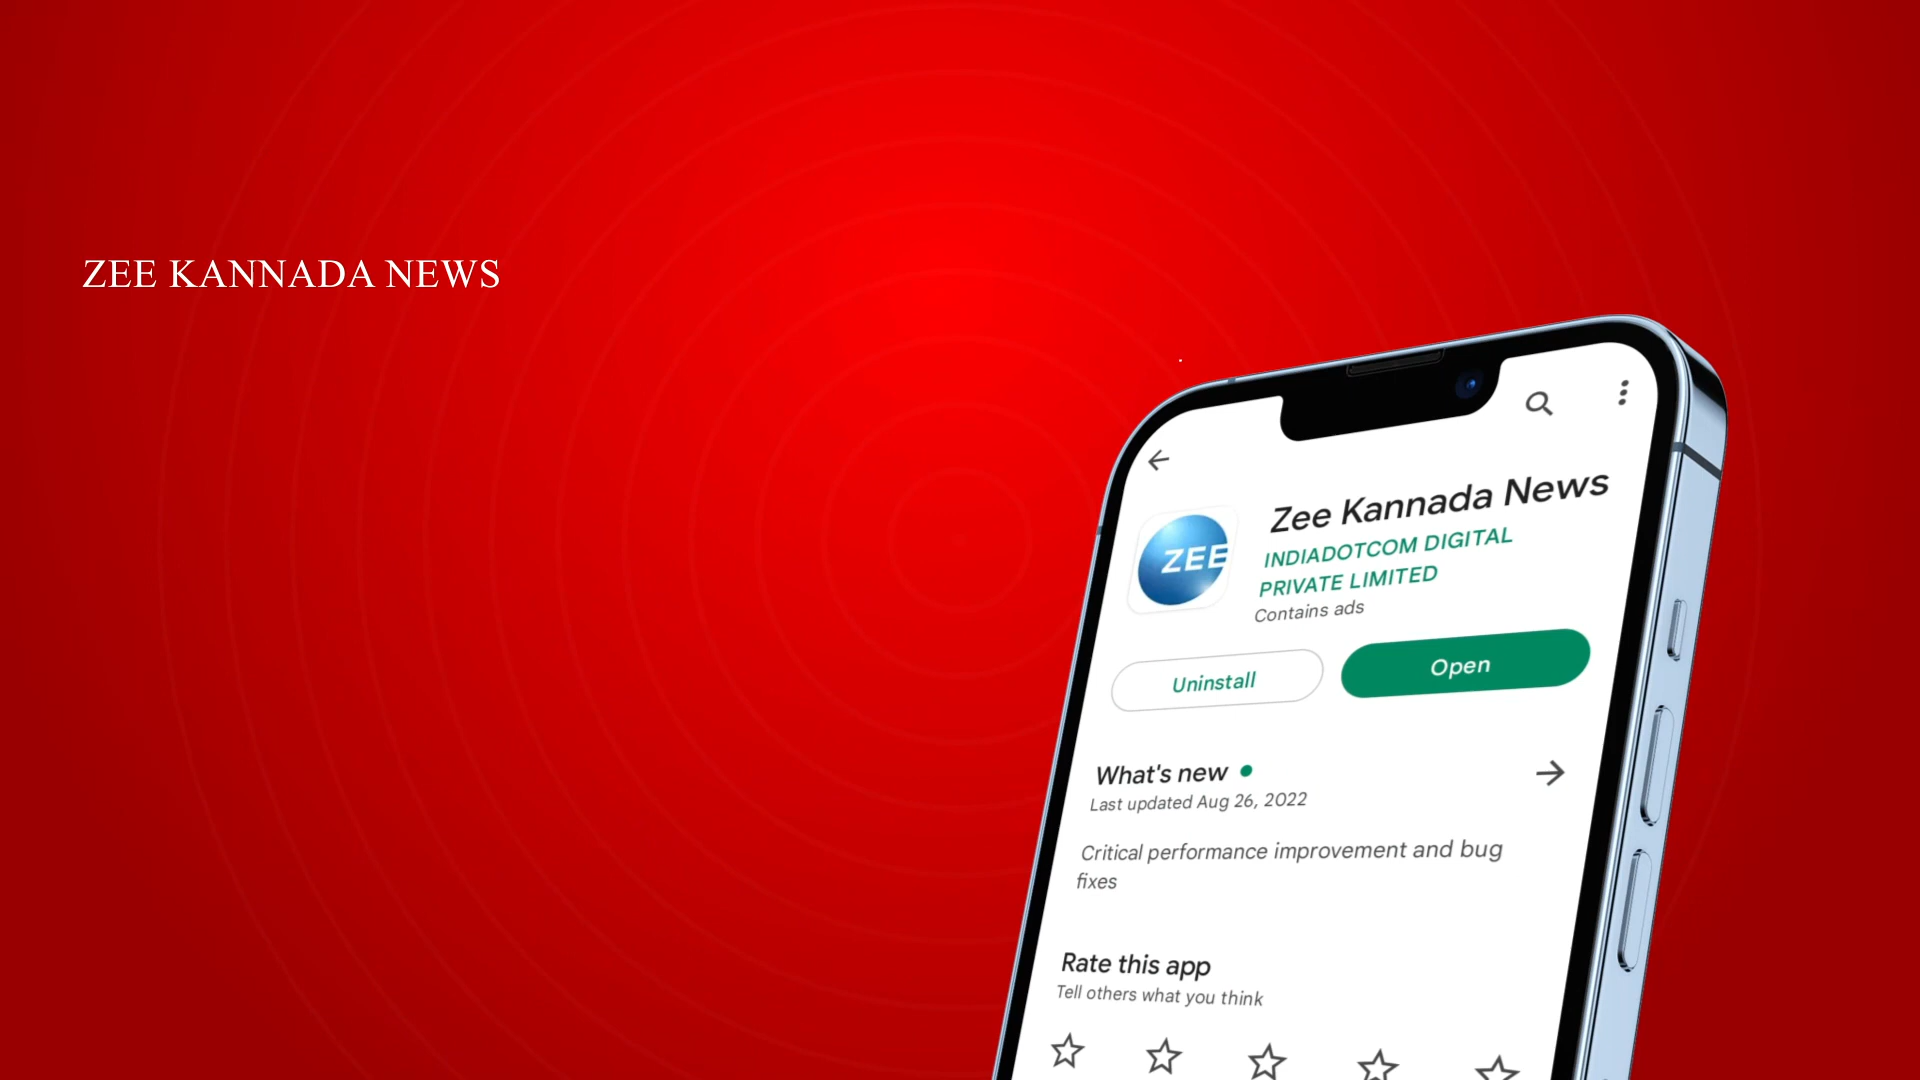 ZEE KANNADA NEWS
Zee Kannada News
ZEE
INDIADOTCOM DIGITAL
PRIVATE LIMITED
Contains ads
Uninstall
Open
What's new
Last updated Aug 26, 2022
Critical performance improvement and bug
fixes
Rate this app
Tell others what you think